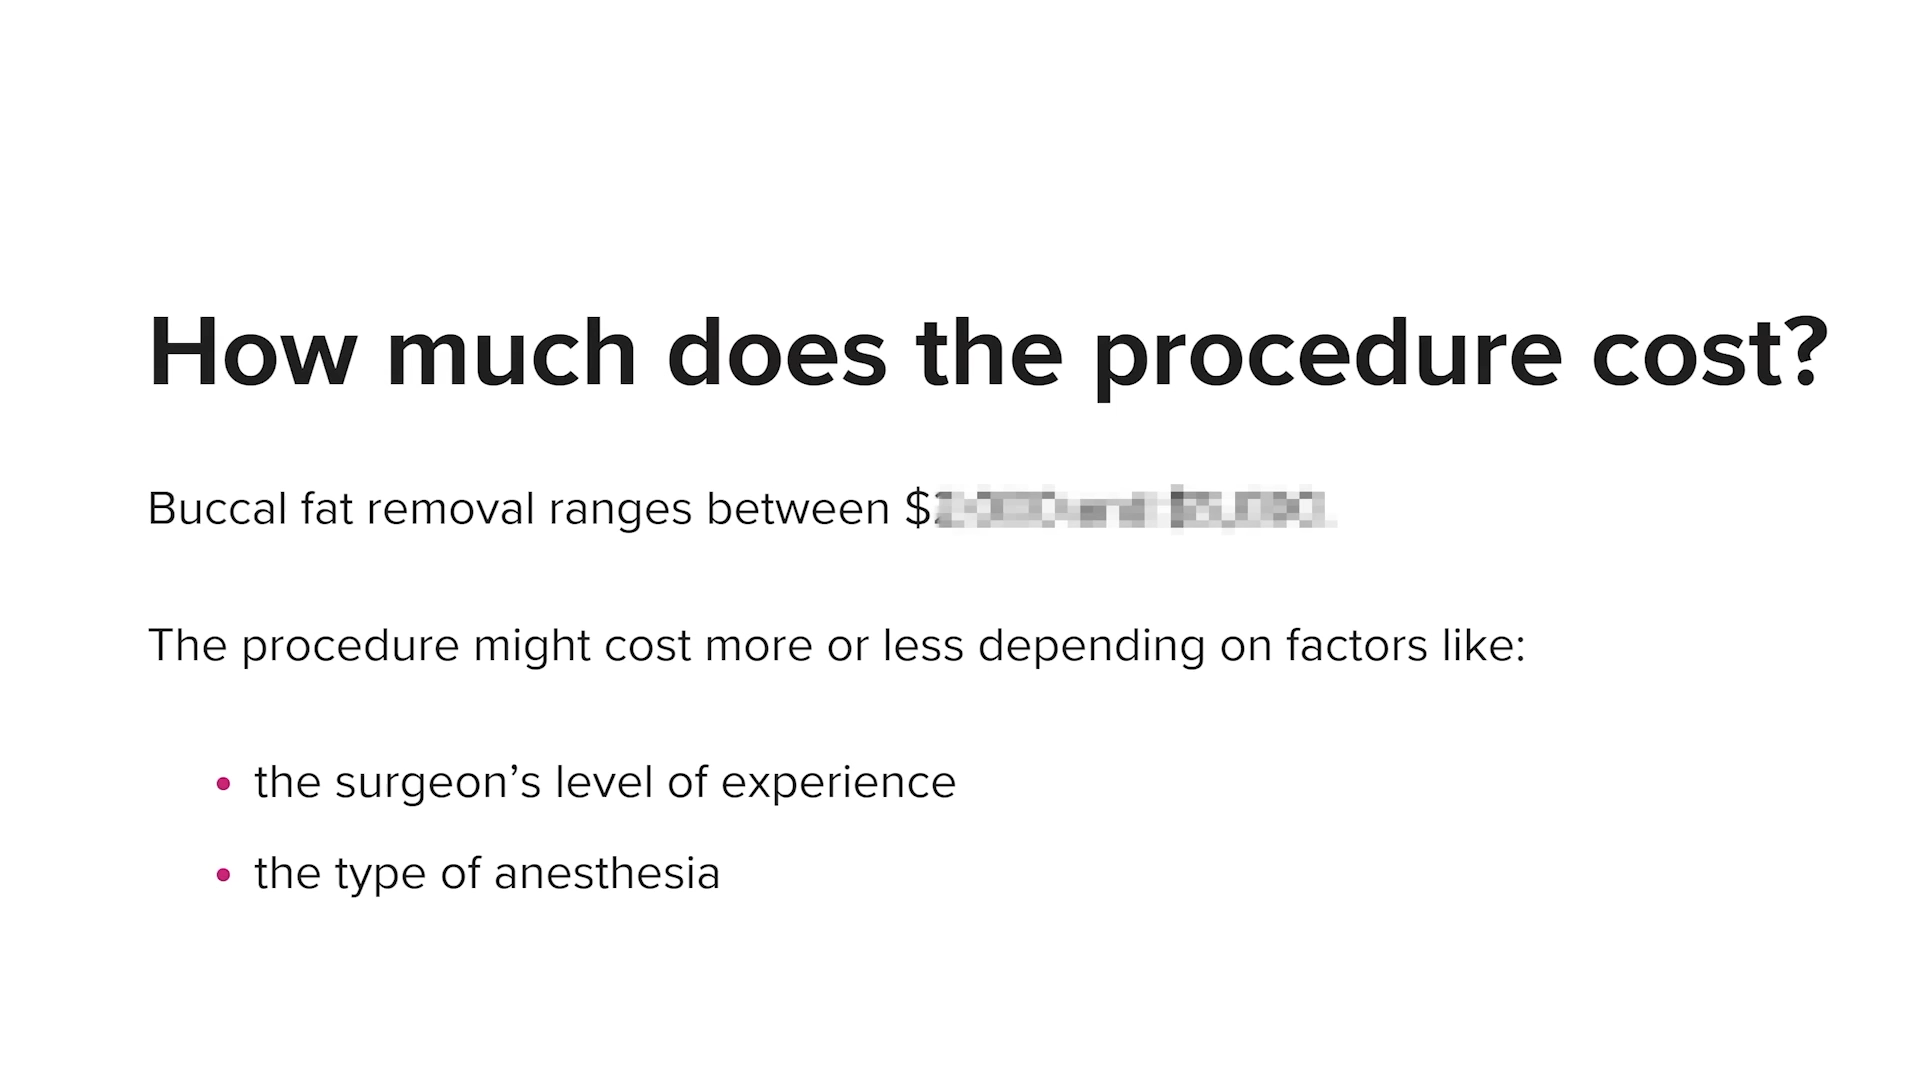 How much does the procedure cost?
Buccal fat removal ranges between $
The procedure might cost more or less depending on factors like:
• the surgeon’s level of experience
• the type of anesthesia